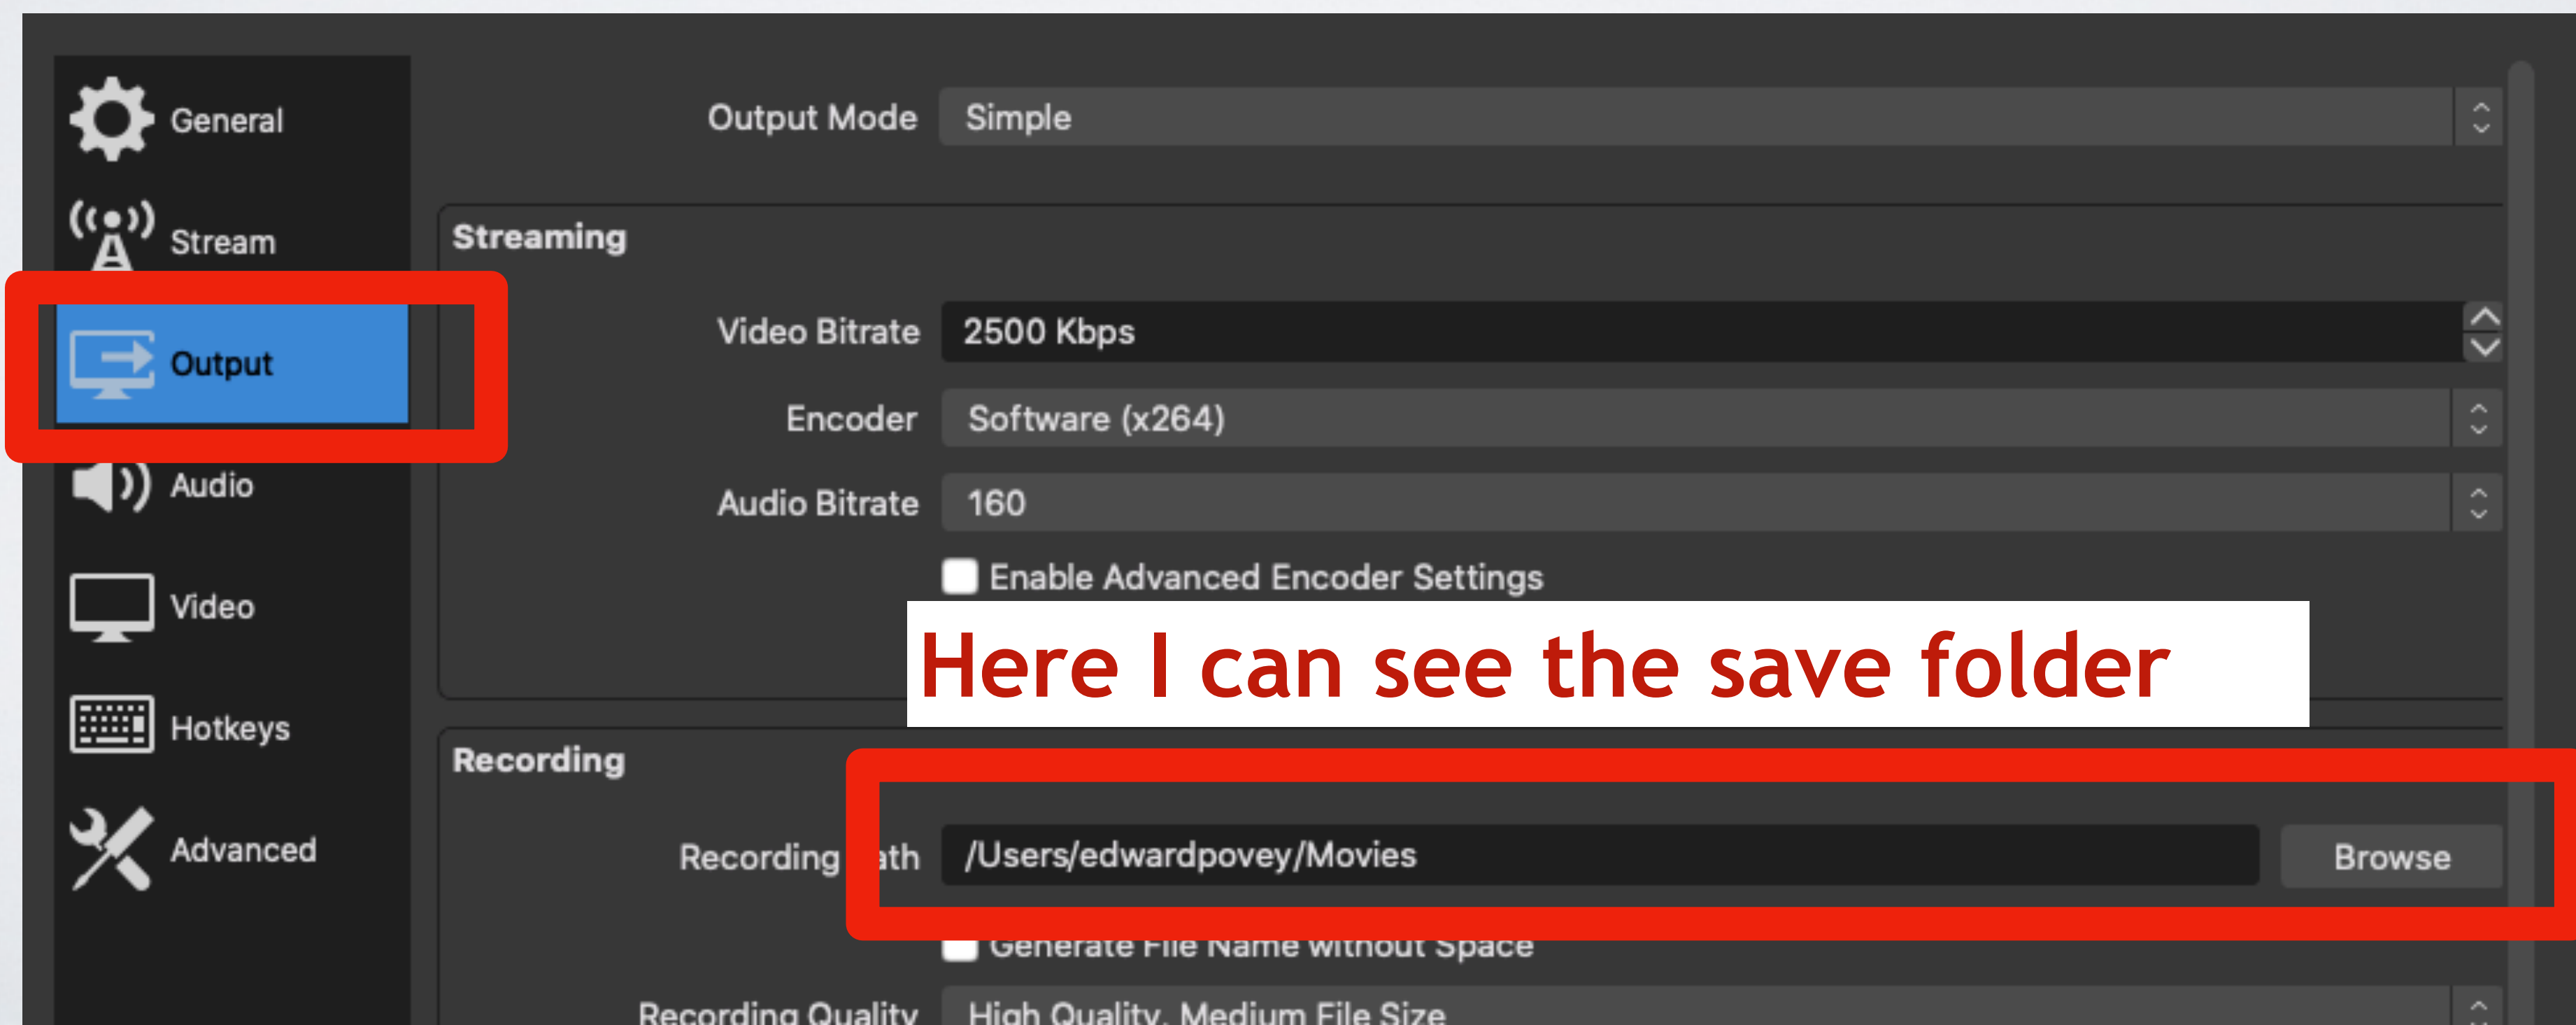 General
Stream
Output
Audio
Video
Hotkeys
Advanced
Output Mode Simple
Streaming
Video Bitrate 2500 Kbps
Encoder Software (x264)
Audio Bitrate 160
Enable Advanced Encoder Settings
Here I can see the save folder
Recording
Recording ath /Users/edwardpovey/Movies Browse
Generate File Name without Space
Recording Quality High Quality, Medium File Size